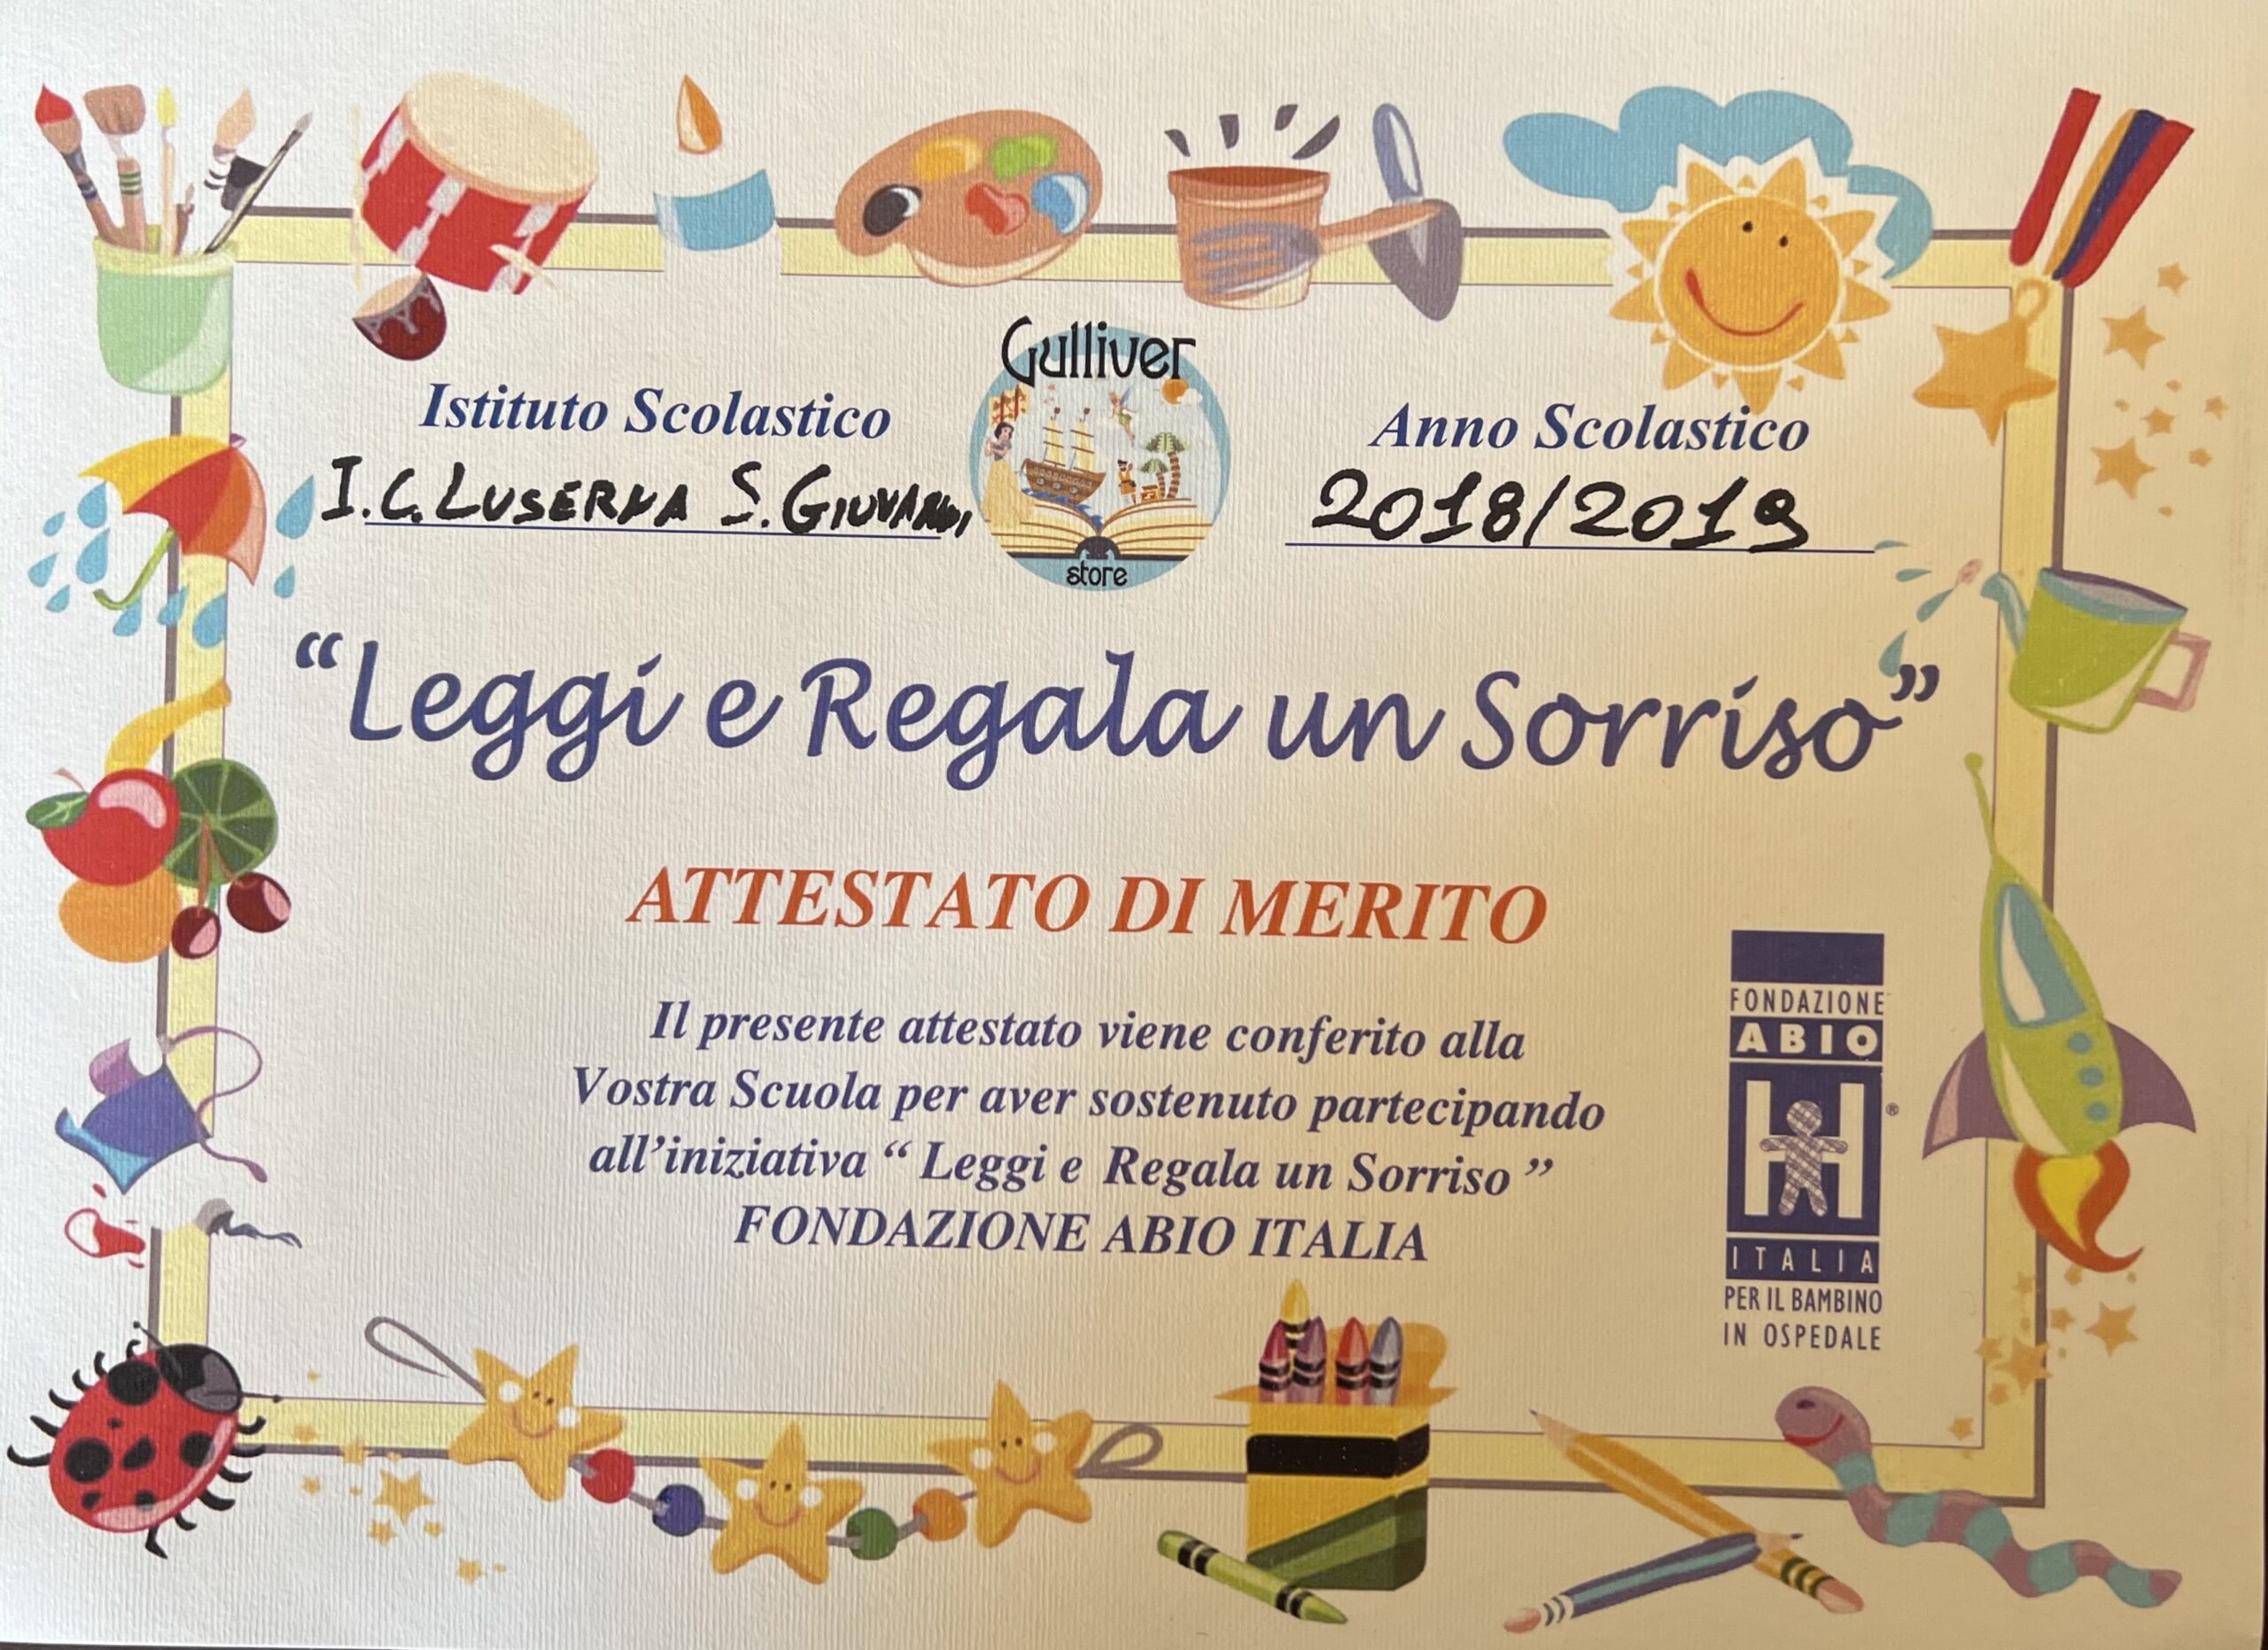 Gulliver
store
Istituto Scolastico
I.C. LUSERNA S. GIOVANNI
Anno Scolastico
2018/2019
“Leggi e Regala un Sorriso”
ATTESTATO DI MERITO
Il presente attestato viene conferito alla
Vostra Scuola per aver sostenuto partecipando
all’iniziativa “ Leggi e Regala un Sorriso ”
FONDAZIONE ABIO ITALIA
FONDAZIONE
ABIO
H ®
ITALIA
PER IL BAMBINO
IN OSPEDALE